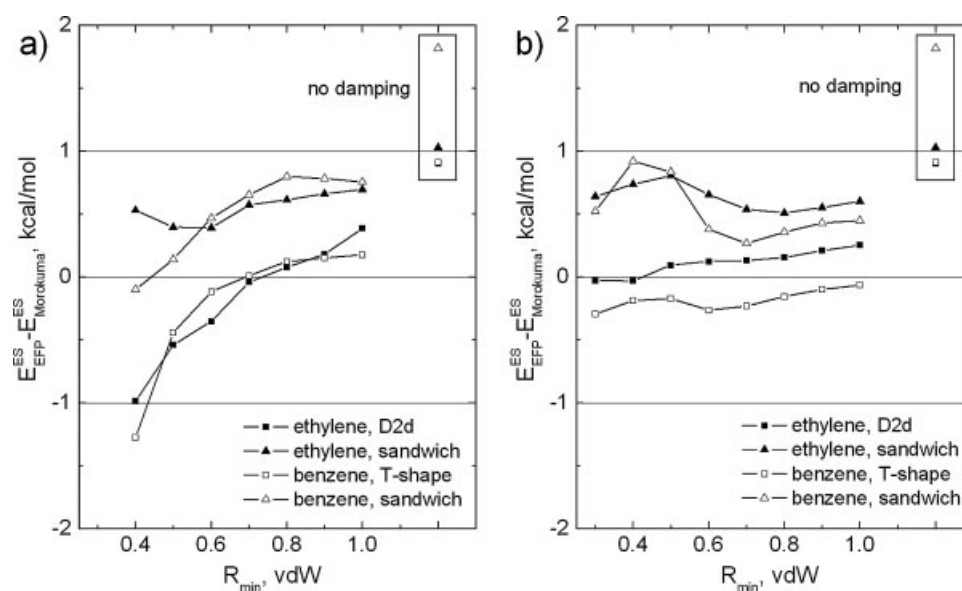 a)
2
1
0
-1
-2
no damping
ethylene, D2d
ethylene, sandwich
benzene, T-shape
benzene, sandwich
0.4 0.6 0.8 1.0
R_min, vdW
E^ES_EFP-E^ES_Morokuma, kcal/mol
b)
2
1
0
-1
-2
no damping
ethylene, D2d
ethylene, sandwich
benzene, T-shape
benzene, sandwich
0.4 0.6 0.8 1.0
R_min, vdW
E^ES_EFP-E^ES_Morokuma, kcal/mol